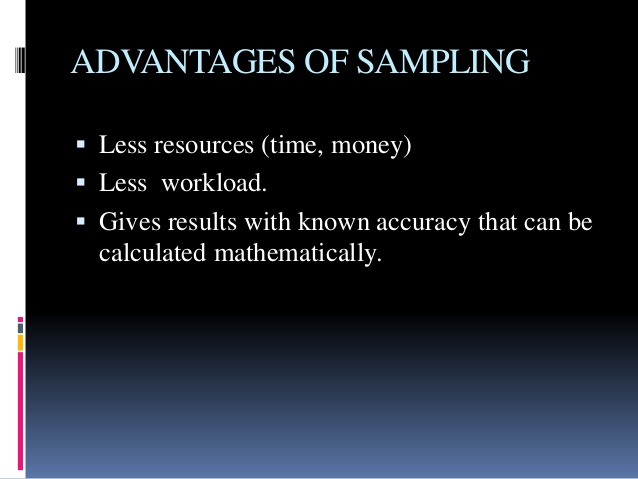 ADVANTAGES OF SAMPLING
▪ Less resources (time, money)
▪ Less  workload.
▪ Gives results with known accuracy that can be
calculated mathematically.